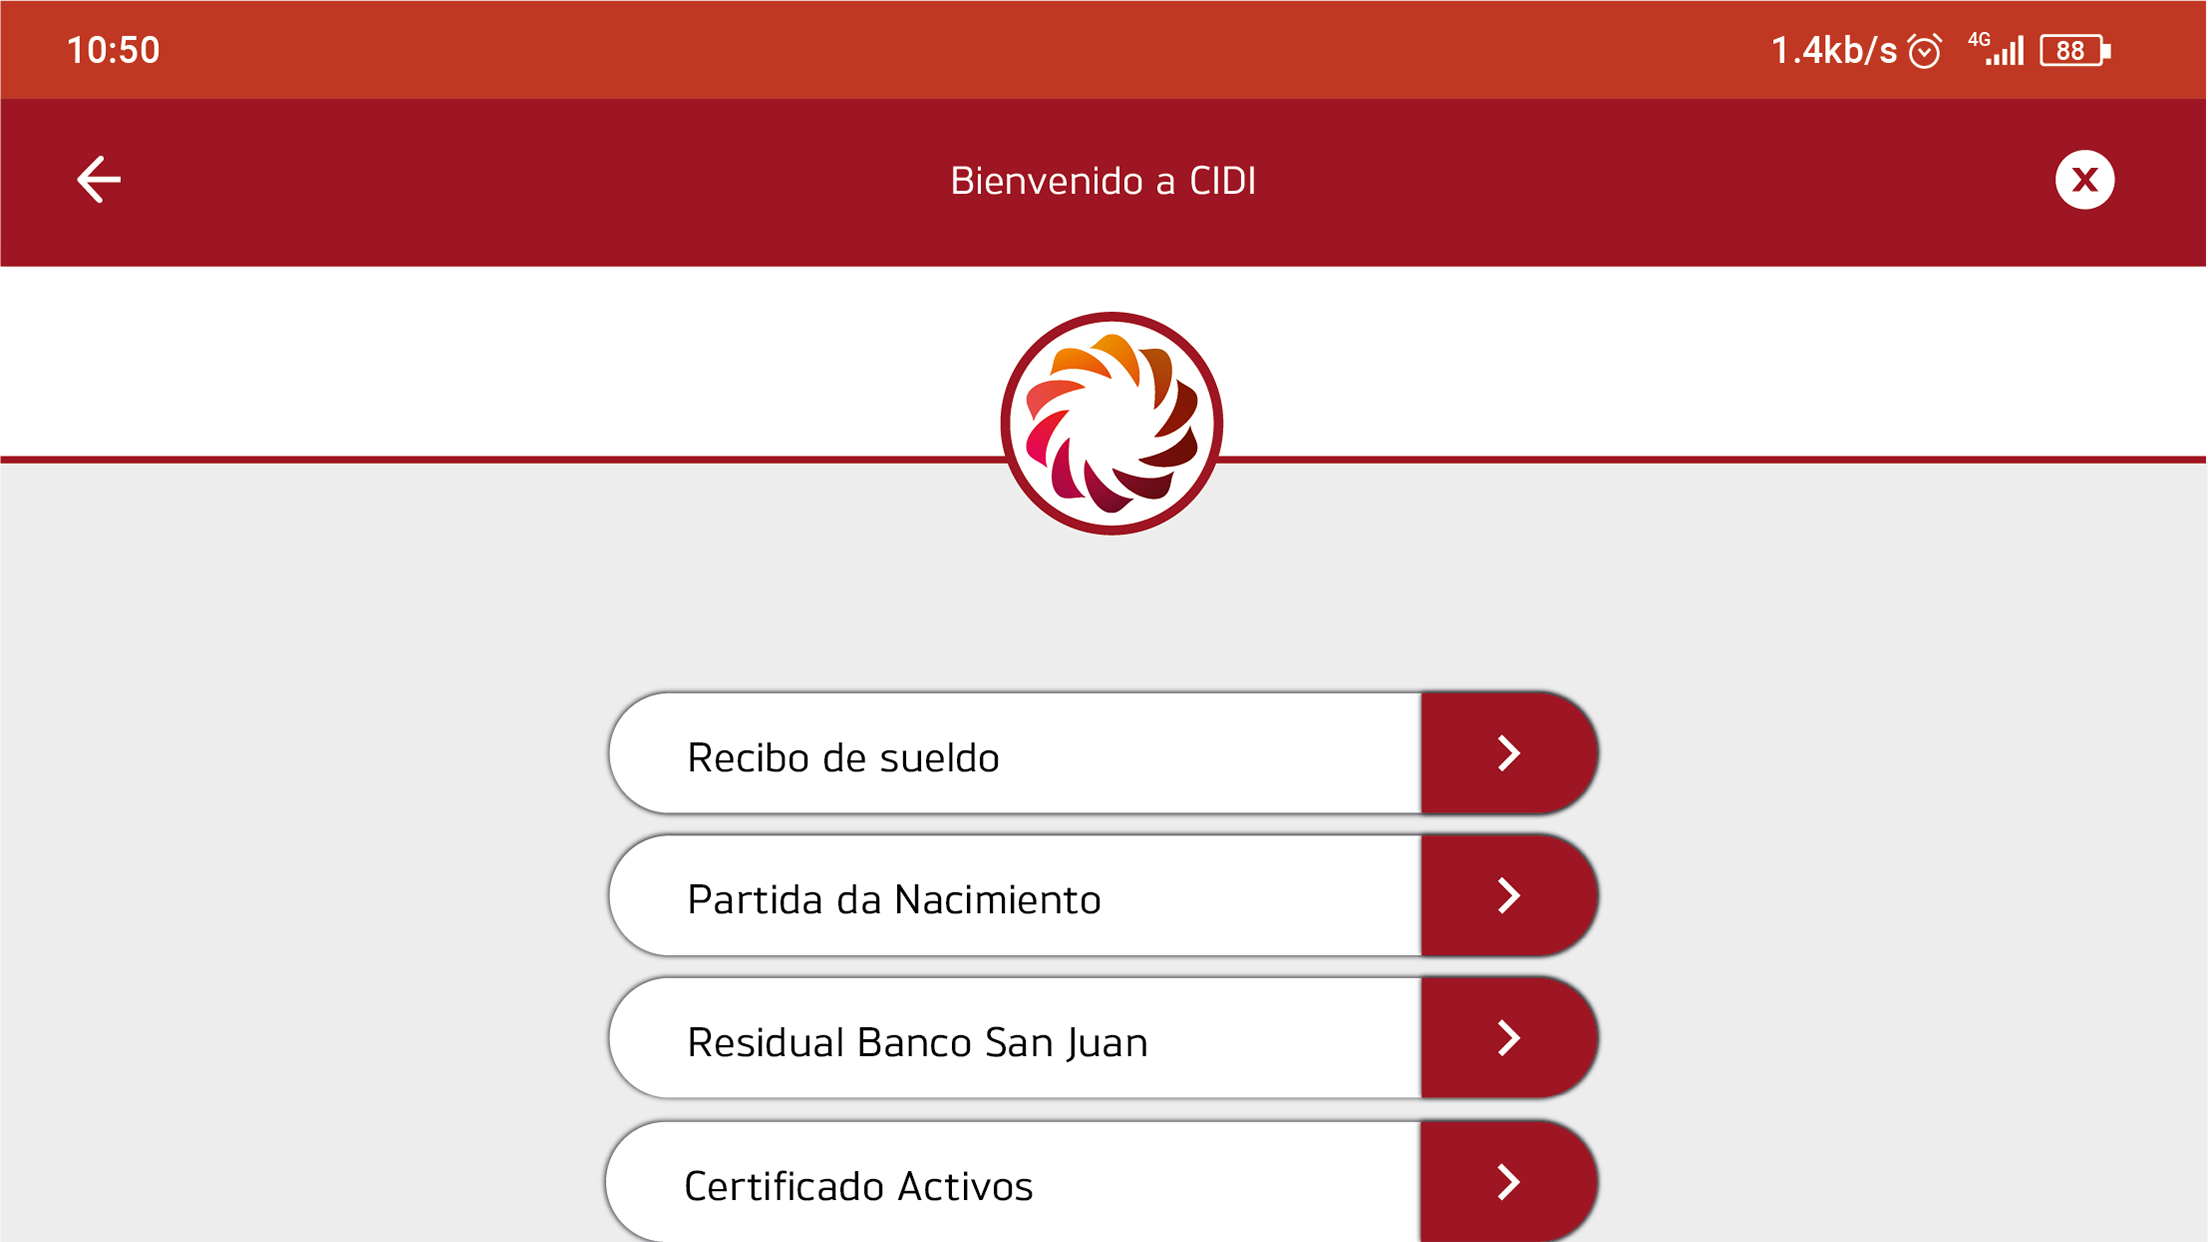 10:50
1.4kb/s 4G 88
Bienvenido a CIDI
X
Recibo de sueldo
Partida da Nacimiento
Residual Banco San Juan
Certificado Activos